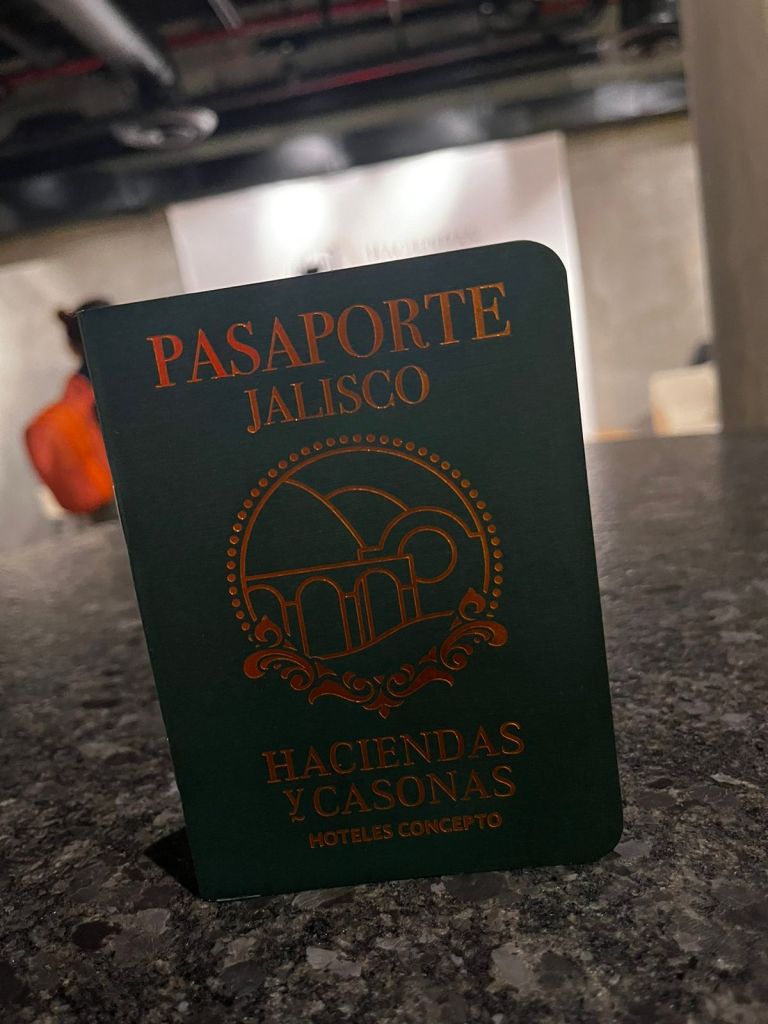 PASAPORTE
JALISCO
HACIENDAS
y CASONAS
HOTELES CONCEPTO